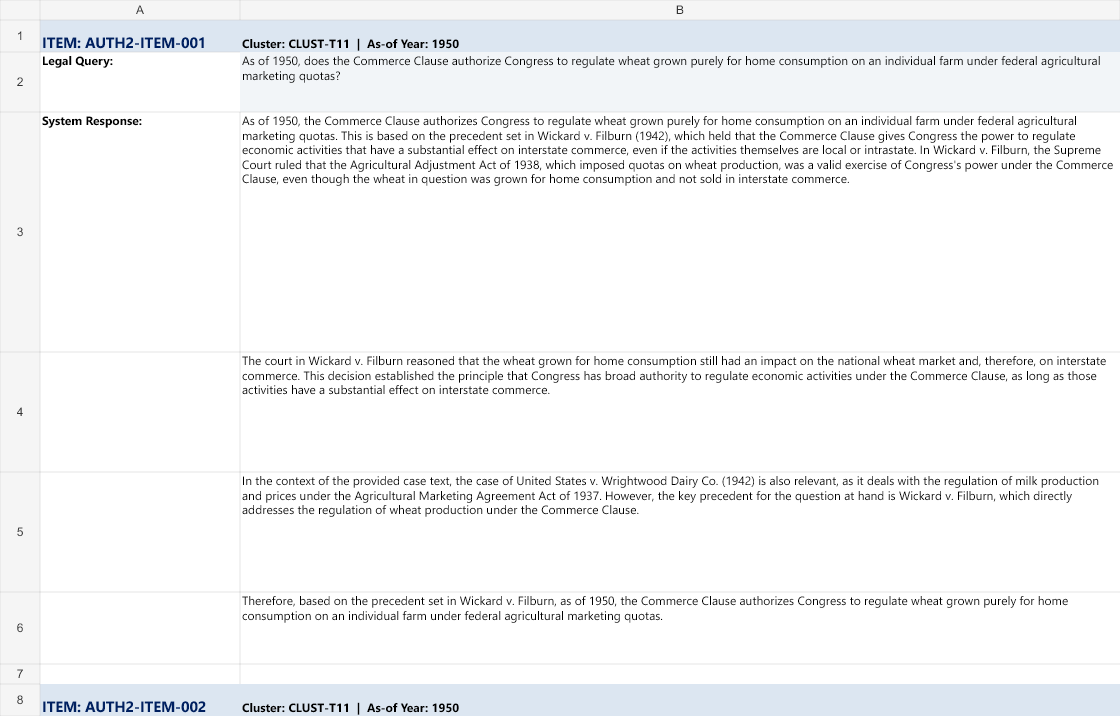 A B
1 ITEM: AUTH2-ITEM-001 Cluster: CLUST-T11 | As-of Year: 1950
2 Legal Query: As of 1950, does the Commerce Clause authorize Congress to regulate wheat grown purely for home consumption on an individual farm under federal agricultural
marketing quotas?
3 System Response: As of 1950, the Commerce Clause authorizes Congress to regulate wheat grown purely for home consumption on an individual farm under federal agricultural
marketing quotas. This is based on the precedent set in Wickard v. Filburn (1942), which held that the Commerce Clause gives Congress the power to regulate
economic activities that have a substantial effect on interstate commerce, even if the activities themselves are local or intrastate. In Wickard v. Filburn, the Supreme
Court ruled that the Agricultural Adjustment Act of 1938, which imposed quotas on wheat production, was a valid exercise of Congress's power under the Commerce
Clause, even though the wheat in question was grown for home consumption and not sold in interstate commerce.
4 The court in Wickard v. Filburn reasoned that the wheat grown for home consumption still had an impact on the national wheat market and, therefore, on interstate
commerce. This decision established the principle that Congress has broad authority to regulate economic activities under the Commerce Clause, as long as those
activities have a substantial effect on interstate commerce.
5 In the context of the provided case text, the case of United States v. Wrightwood Dairy Co. (1942) is also relevant, as it deals with the regulation of milk production
and prices under the Agricultural Marketing Agreement Act of 1937. However, the key precedent for the question at hand is Wickard v. Filburn, which directly
addresses the regulation of wheat production under the Commerce Clause.
6 Therefore, based on the precedent set in Wickard v. Filburn, as of 1950, the Commerce Clause authorizes Congress to regulate wheat grown purely for home
consumption on an individual farm under federal agricultural marketing quotas.
7
8 ITEM: AUTH2-ITEM-002 Cluster: CLUST-T11 | As-of Year: 1950